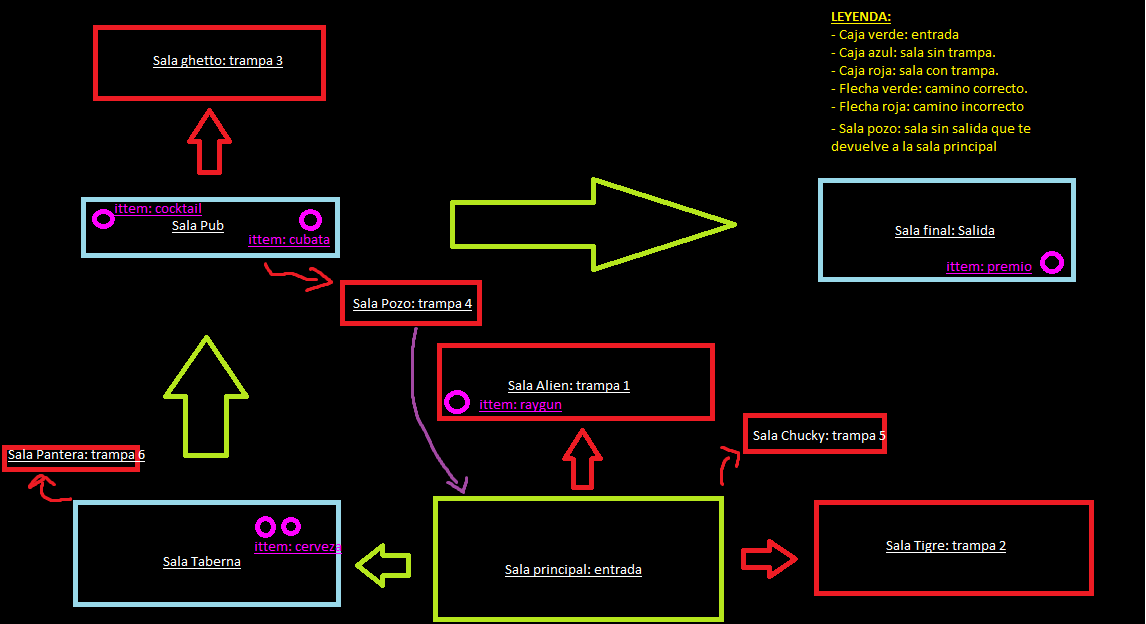 LEYENDA:
- Caja verde: entrada
- Caja azul: sala sin trampa.
- Caja roja: sala con trampa.
- Flecha verde: camino correcto.
- Flecha roja: camino incorrecto
- Sala pozo: sala sin salida que te
devuelve a la sala principal
Sala ghetto: trampa 3
ittem: cocktail
Sala Pub
ittem: cubata
Sala final: Salida
ittem: premio
Sala Pozo: trampa 4
Sala Alien: trampa 1
ittem: raygun
Sala Chucky: trampa 5
Sala Pantera: trampa 6
ittem: cerveza
Sala Taberna
Sala principal: entrada
Sala Tigre: trampa 2